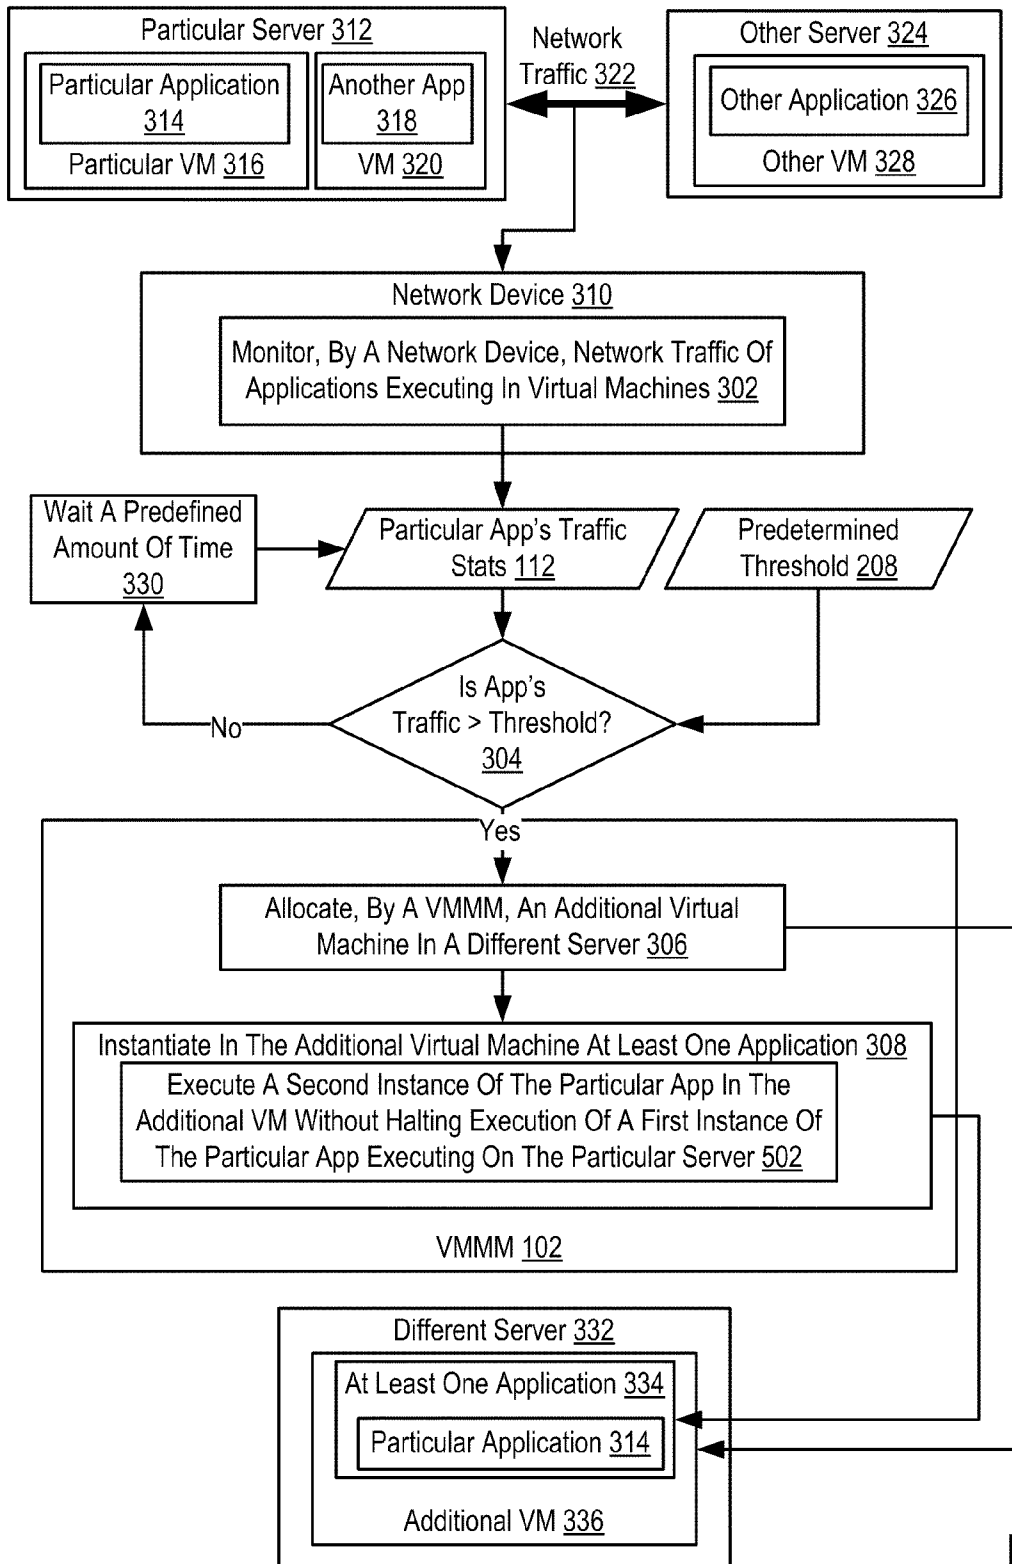 Particular Server 312
Particular Application
314
Particular VM 316
Another App
318
VM 320
Network
Traffic 322
Other Server 324
Other Application 326
Other VM 328
Network Device 310
Monitor, By A Network Device, Network Traffic Of
Applications Executing In Virtual Machines 302
Wait A Predefined
Amount Of Time
330
Particular App's Traffic
Stats 112
Predetermined
Threshold 208
Is App's
Traffic > Threshold?
304
No
Yes
Allocate, By A VMMM, An Additional Virtual
Machine In A Different Server 306
Instantiate In The Additional Virtual Machine At Least One Application 308
Execute A Second Instance Of The Particular App In The
Additional VM Without Halting Execution Of A First Instance Of
The Particular App Executing On The Particular Server 502
VMMM 102
Different Server 332
At Least One Application 334
Particular Application 314
Additional VM 336